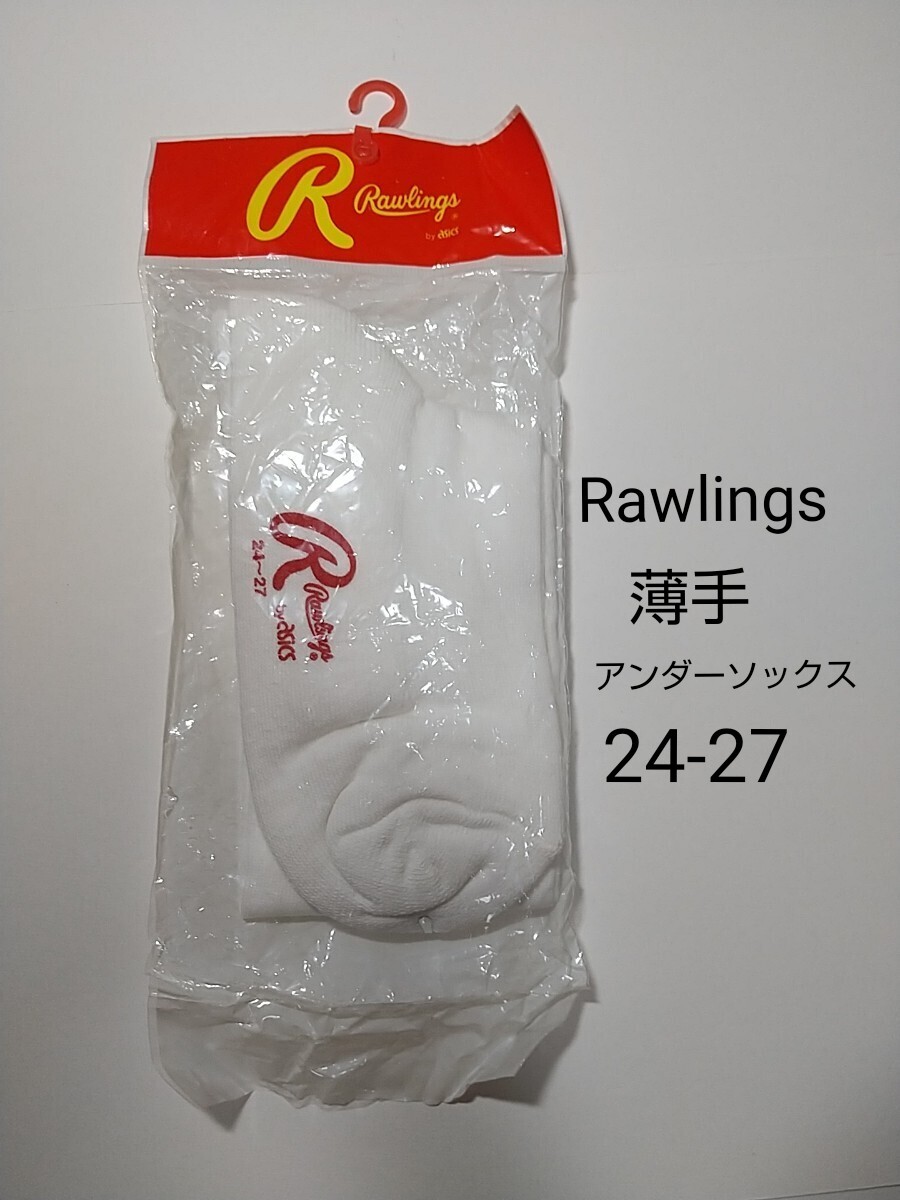 R Rawlings®
by asics
R
Rawlings®
24~27
by asics
Rawlings
薄手
アンダーソックス
24-27